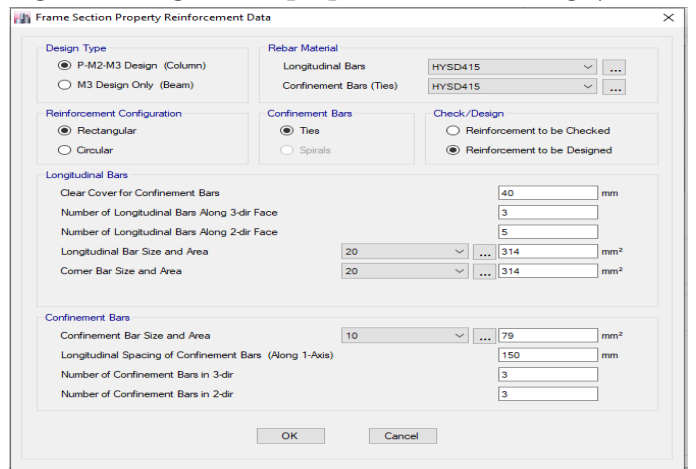 Frame Section Property Reinforcement Data
Design Type
P-M2-M3 Design (Column)
M3 Design Only (Beam)
Rebar Material
Longitudinal Bars HYSD415 ...
Confinement Bars (Ties) HYSD415 ...
Reinforcement Configuration
Rectangular
Circular
Confinement Bars
Ties
Spirals
Check/Design
Reinforcement to be Checked
Reinforcement to be Designed
Longitudinal Bars
Clear Cover for Confinement Bars 40 mm
Number of Longitudinal Bars Along 3-dir Face 3
Number of Longitudinal Bars Along 2-dir Face 5
Longitudinal Bar Size and Area 20 ... 314 mm²
Corner Bar Size and Area 20 ... 314 mm²
Confinement Bars
Confinement Bar Size and Area 10 ... 79 mm²
Longitudinal Spacing of Confinement Bars (Along 1-Axis) 150 mm
Number of Confinement Bars in 3-dir 3
Number of Confinement Bars in 2-dir 3
OK Cancel